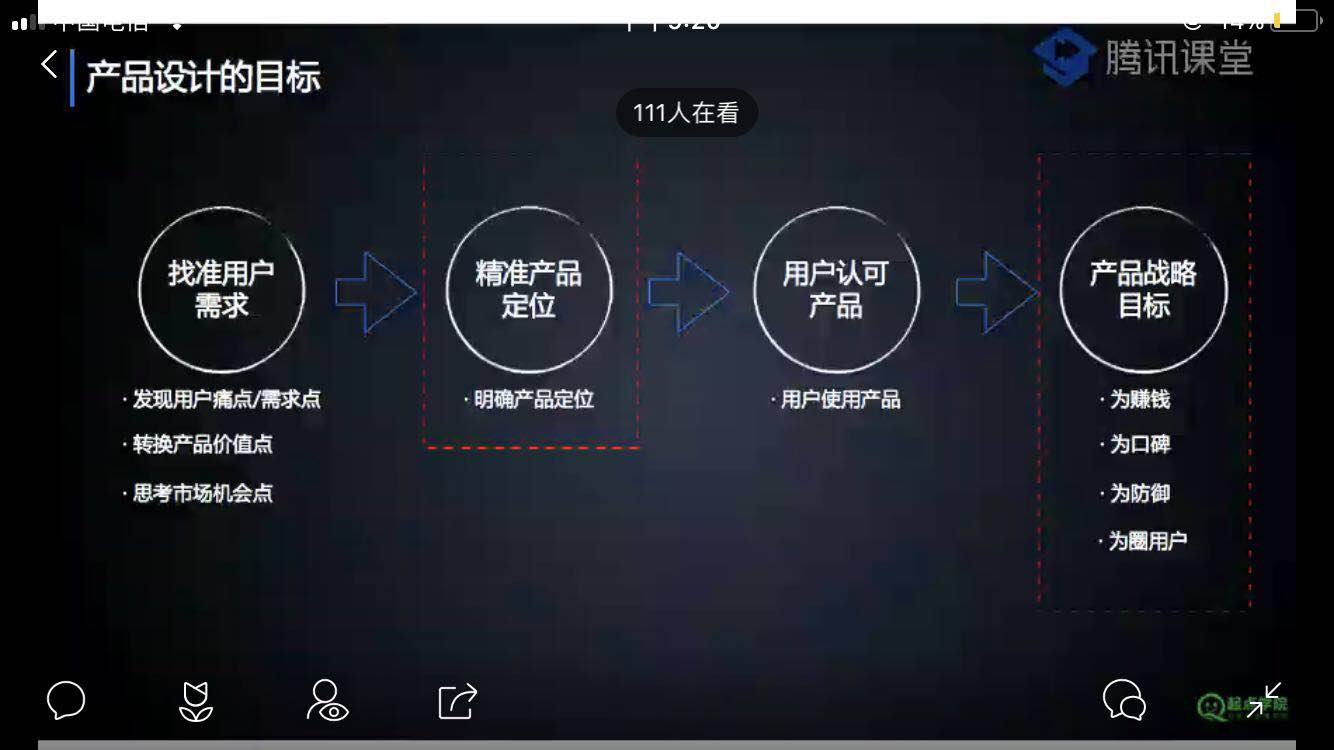 中国电信
下午5:20
14%
产品设计的目标
腾讯课堂
111人在看
找准用户
需求
精准产品
定位
用户认可
产品
产品战略
目标
· 发现用户痛点/需求点
· 转换产品价值点
· 思考市场机会点
· 明确产品定位
· 用户使用产品
· 为赚钱
· 为口碑
· 为防御
· 为圈用户
起点学院